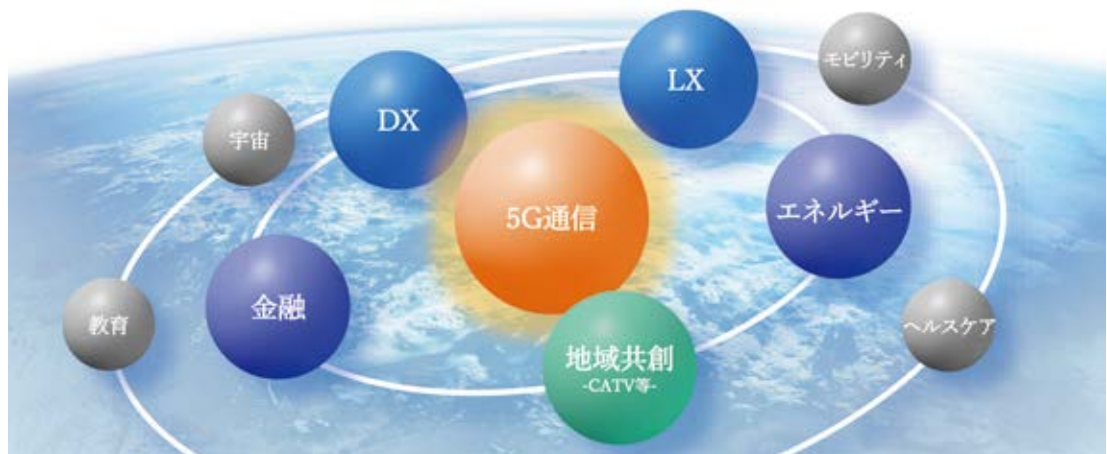 モビリティ
LX
DX
宇宙
エネルギー
5G通信
金融
教育
ヘルスケア
地域共創
-CATV等-